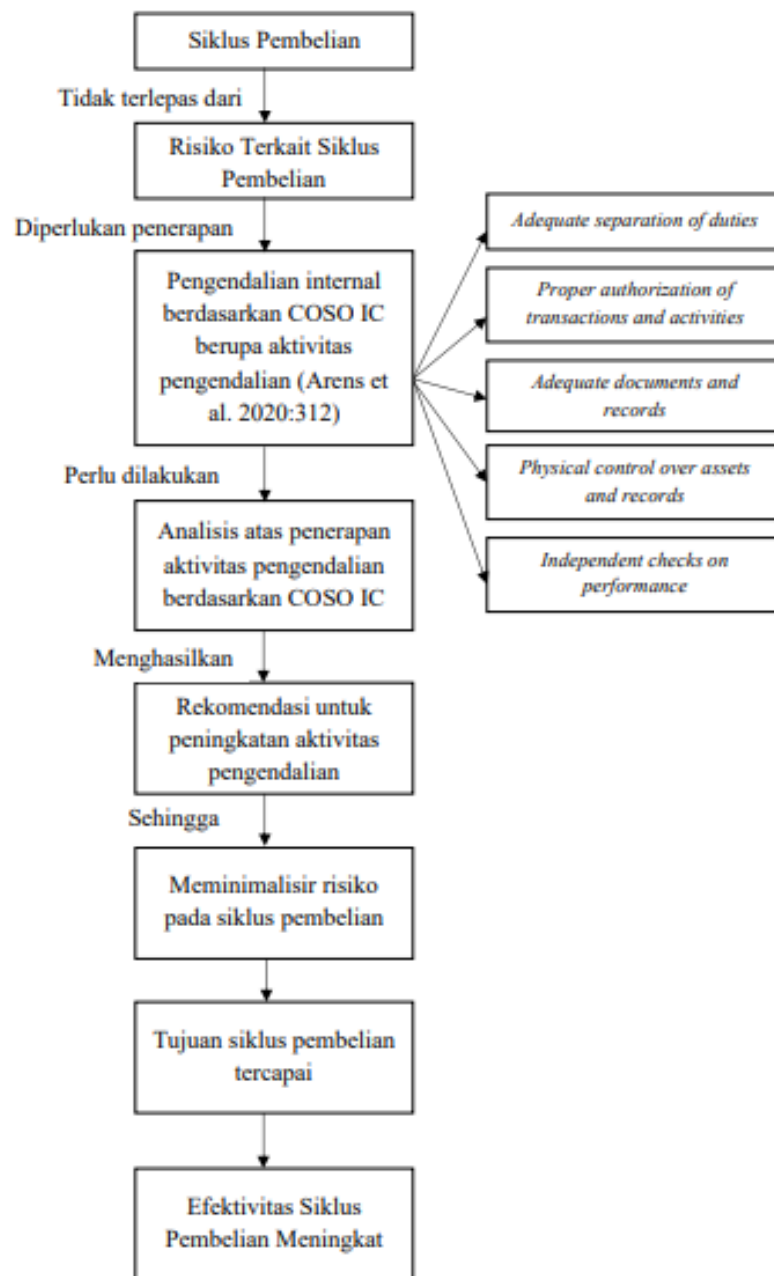 Siklus Pembelian
Tidak terlepas dari
Risiko Terkait Siklus
Pembelian
Diperlukan penerapan
Pengendalian internal
berdasarkan COSO IC
berupa aktivitas
pengendalian (Arens et
al. 2020:312)
Adequate separation of duties
Proper authorization of
transactions and activities
Adequate documents and
records
Physical control over assets
and records
Independent checks on
performance
Perlu dilakukan
Analisis atas penerapan
aktivitas pengendalian
berdasarkan COSO IC
Menghasilkan
Rekomendasi untuk
peningkatan aktivitas
pengendalian
Sehingga
Meminimalisir risiko
pada siklus pembelian
Tujuan siklus pembelian
tercapai
Efektivitas Siklus
Pembelian Meningkat